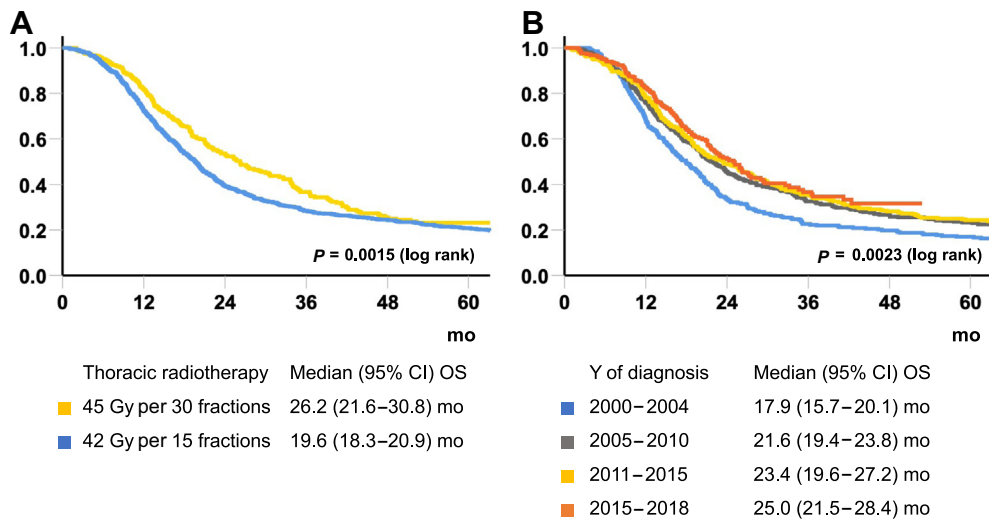 A
1.0
0.8
0.6
0.4
0.2
0.0
P = 0.0015 (log rank)
0 12 24 36 48 60
mo
Thoracic radiotherapy Median (95% CI) OS
45 Gy per 30 fractions 26.2 (21.6–30.8) mo
42 Gy per 15 fractions 19.6 (18.3–20.9) mo
B
1.0
0.8
0.6
0.4
0.2
0.0
P = 0.0023 (log rank)
0 12 24 36 48 60
mo
Y of diagnosis Median (95% CI) OS
2000–2004 17.9 (15.7–20.1) mo
2005–2010 21.6 (19.4–23.8) mo
2011–2015 23.4 (19.6–27.2) mo
2015–2018 25.0 (21.5–28.4) mo